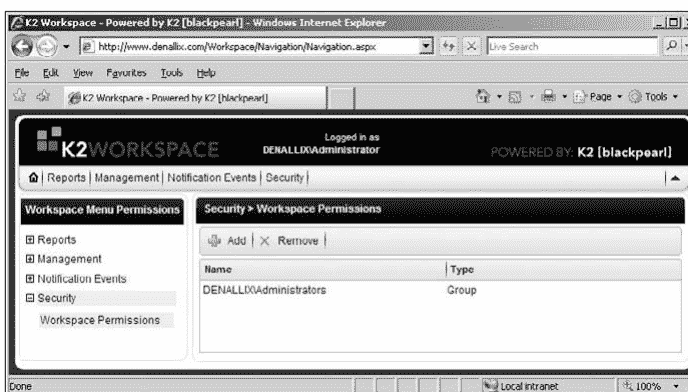 K2 Workspace - Powered by K2 [blackpearl] - Windows Internet Explorer
http://www.denallix.com/Workspace/Navigation/Navigation.aspx
Live Search
File Edit View Favorites Tools Help
K2 Workspace - Powered by K2 [blackpearl]
Page Tools
K2WORKSPACE
Logged in as
DENALLIX\Administrator
POWERED BY: K2 [blackpearl]
Reports | Management | Notification Events | Security |
Workspace Menu Permissions
Reports
Management
Notification Events
Security
Workspace Permissions
Security > Workspace Permissions
Add | Remove |
Name Type
DENALLIX\Administrators Group
Done Local intranet 100%